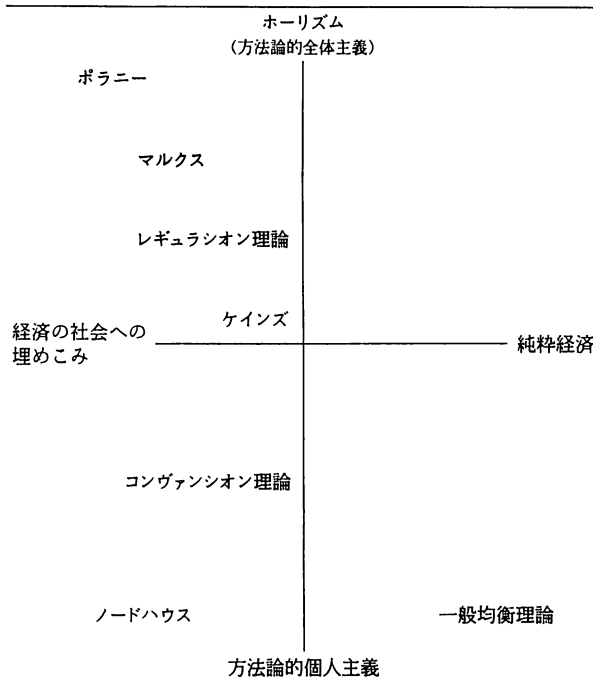 ホーリズム
（方法論的全体主義）
ポラニー
マルクス
レギュラシオン理論
ケインズ
経済の社会への
埋めこみ
純粋経済
コンヴァンシオン理論
ノードハウス
一般均衡理論
方法論的個人主義